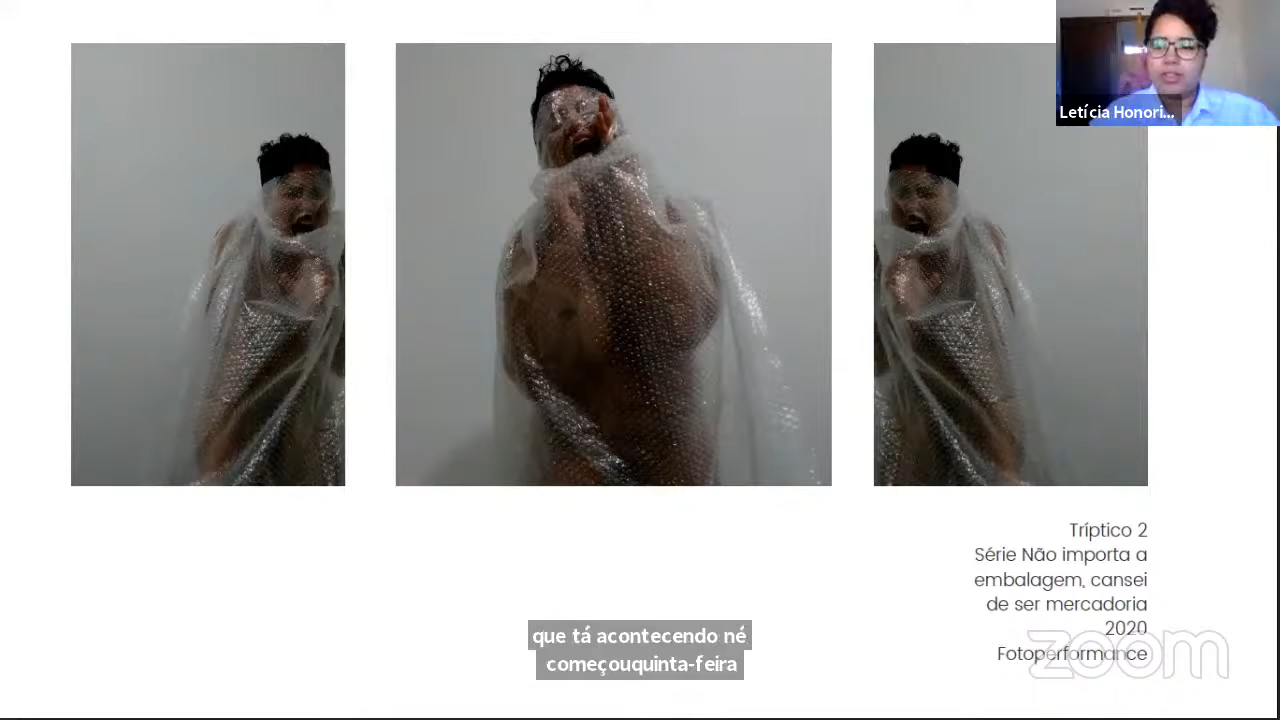 Letícia Honori...
Tríptico 2
Série Não importa a
embalagem, cansei
de ser mercadoria
2020
Fotoperformance
zoom
que tá acontecendo né
começouquinta-feira